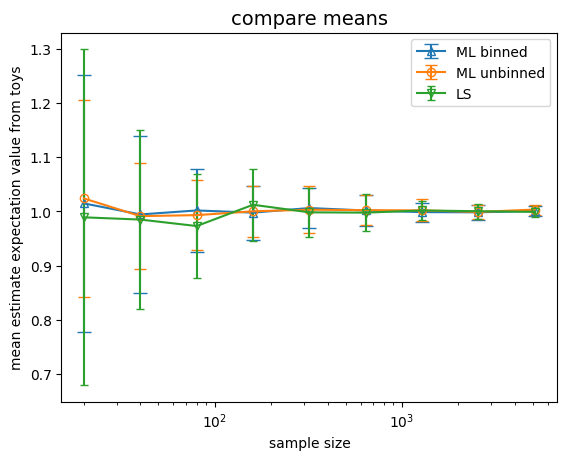 compare means
mean estimate expectation value from toys
1.3
1.2
1.1
1.0
0.9
0.8
0.7
ML binned
ML unbinned
LS
10²
10³
sample size